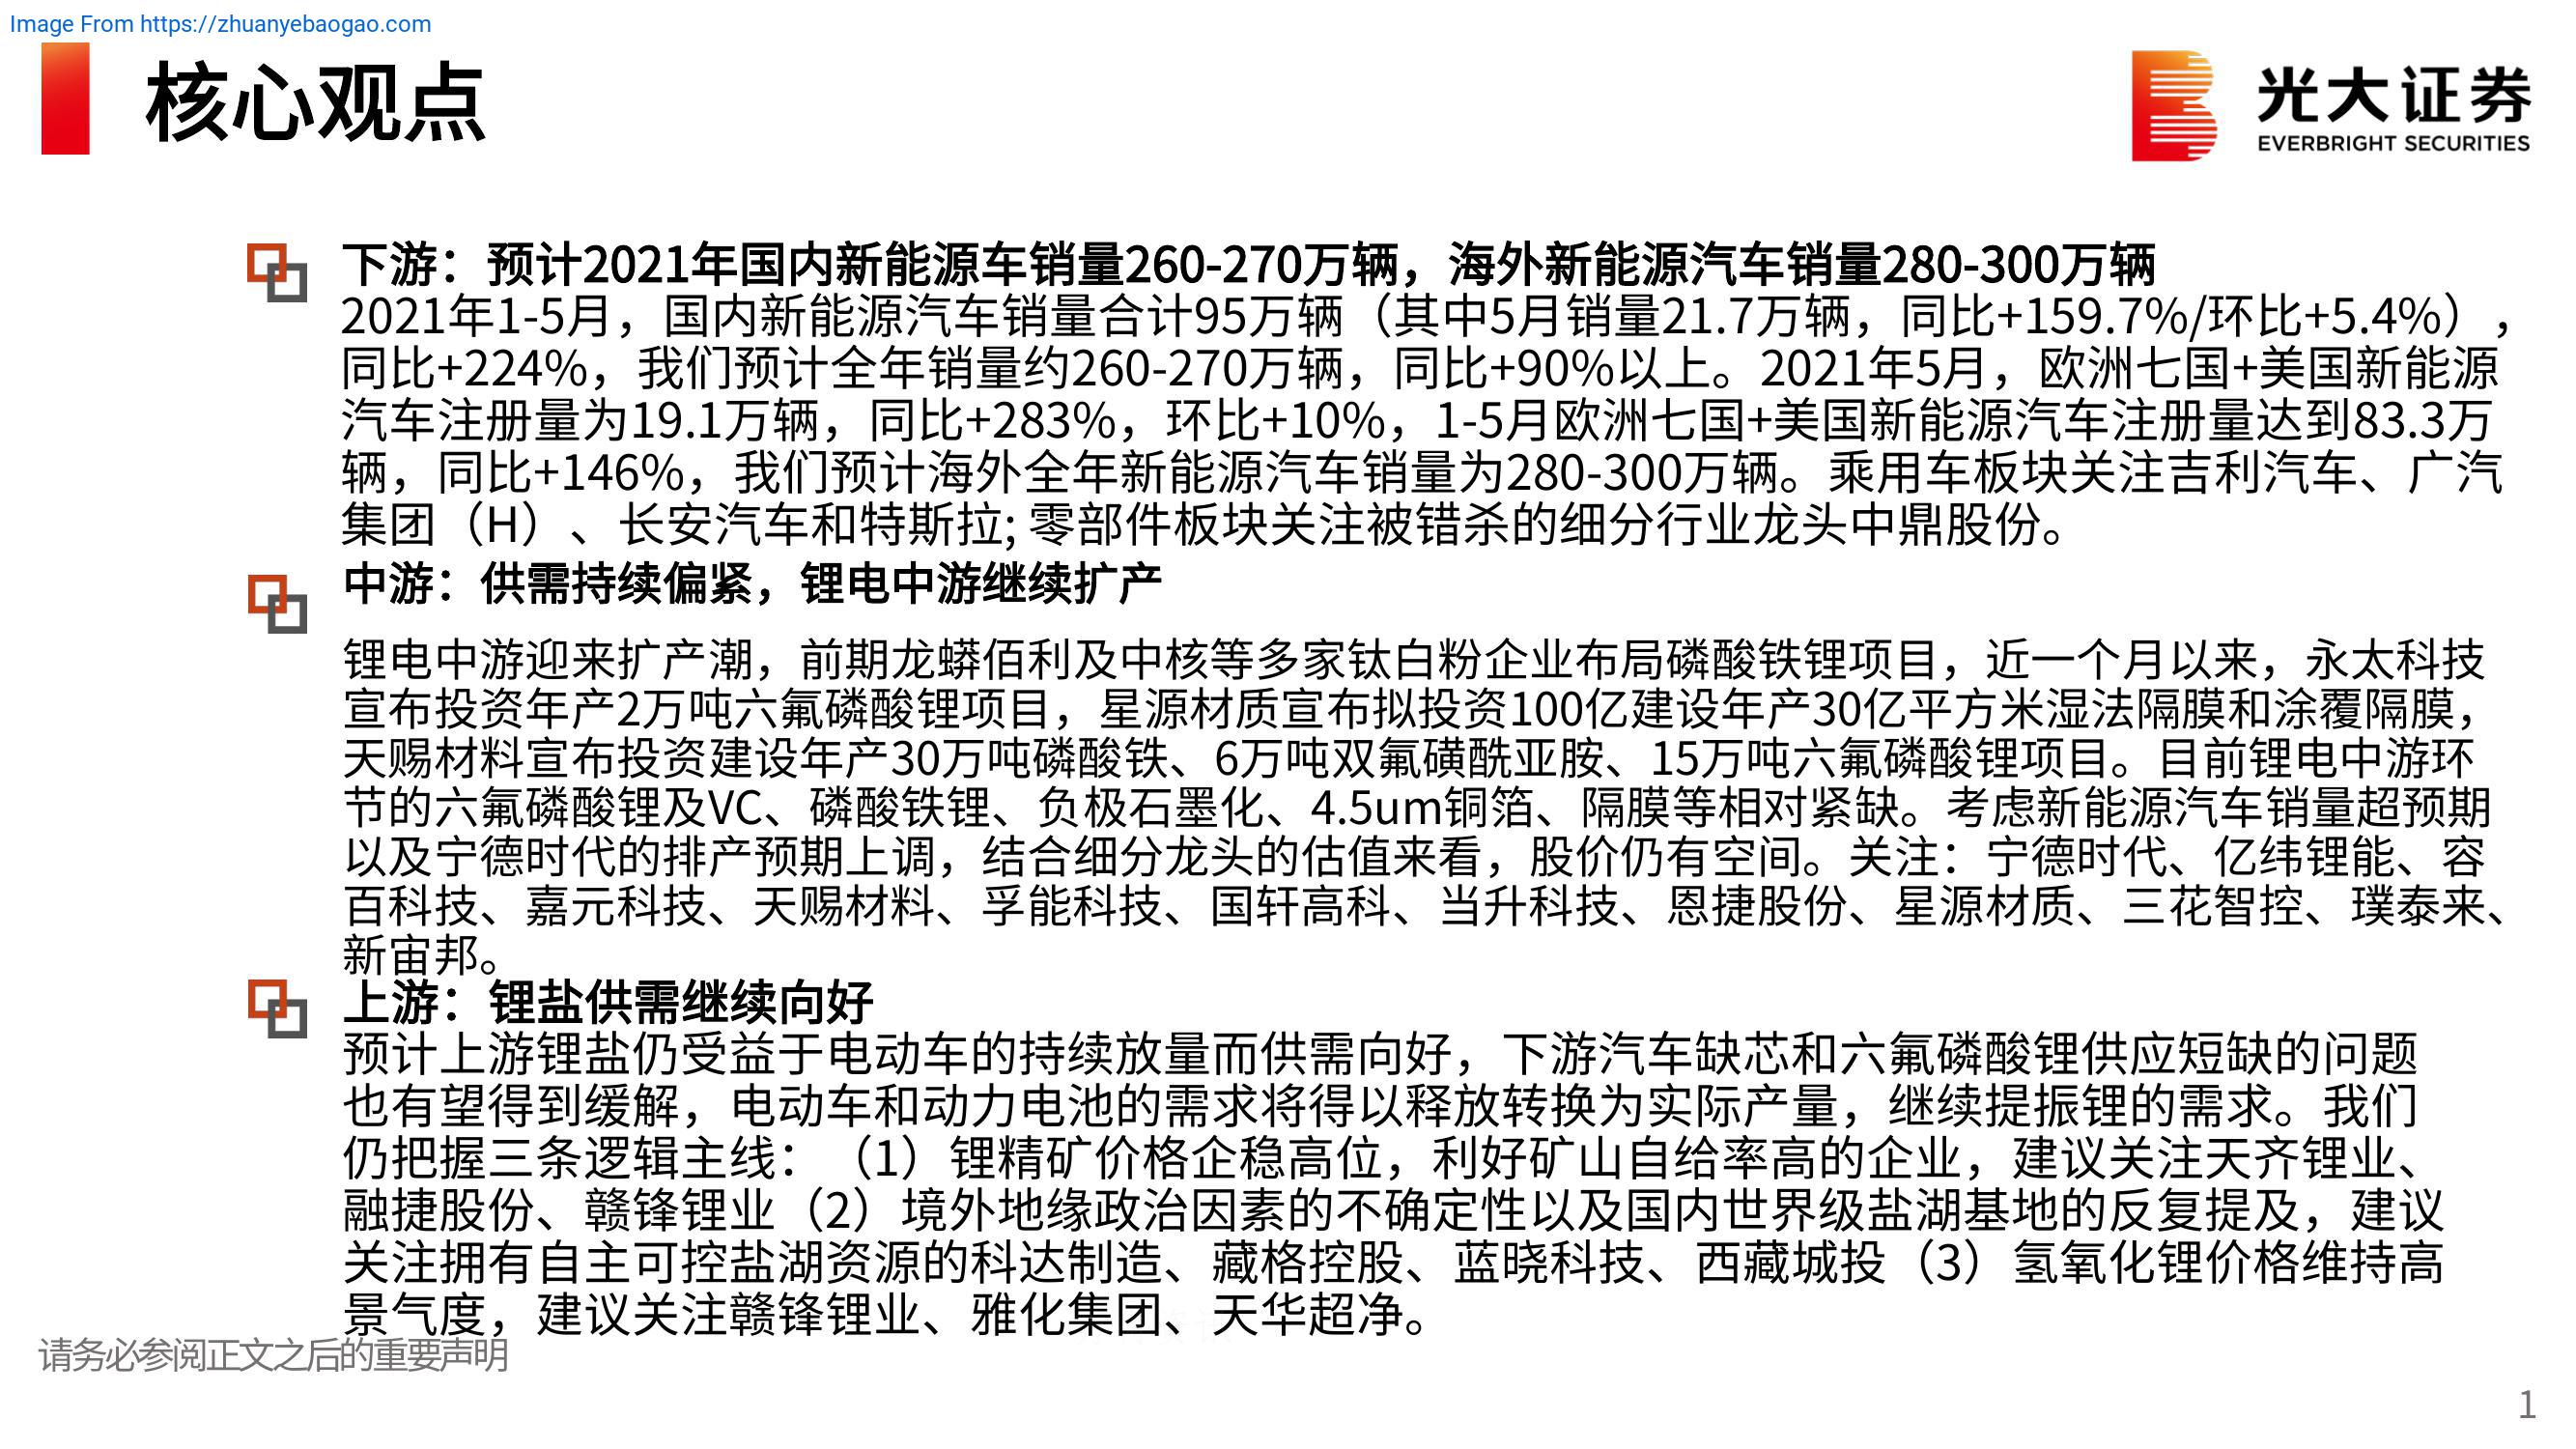 Image From https://zhuanyebaogao.com
核心观点
光大证券
EVERBRIGHT SECURITIES
下游：预计2021年国内新能源车销量260-270万辆，海外新能源汽车销量280-300万辆
2021年1-5月，国内新能源汽车销量合计95万辆（其中5月销量21.7万辆，同比+159.7%/环比+5.4%），
同比+224%，我们预计全年销量约260-270万辆，同比+90%以上。2021年5月，欧洲七国+美国新能源
汽车注册量为19.1万辆，同比+283%，环比+10%，1-5月欧洲七国+美国新能源汽车注册量达到83.3万
辆，同比+146%，我们预计海外全年新能源汽车销量为280-300万辆。乘用车板块关注吉利汽车、广汽
集团（H）、长安汽车和特斯拉; 零部件板块关注被错杀的细分行业龙头中鼎股份。
中游：供需持续偏紧，锂电中游继续扩产
锂电中游迎来扩产潮，前期龙蟒佰利及中核等多家钛白粉企业布局磷酸铁锂项目，近一个月以来，永太科技
宣布投资年产2万吨六氟磷酸锂项目，星源材质宣布拟投资100亿建设年产30亿平方米湿法隔膜和涂覆隔膜，
天赐材料宣布投资建设年产30万吨磷酸铁、6万吨双氟磺酰亚胺、15万吨六氟磷酸锂项目。目前锂电中游环
节的六氟磷酸锂及VC、磷酸铁锂、负极石墨化、4.5um铜箔、隔膜等相对紧缺。考虑新能源汽车销量超预期
以及宁德时代的排产预期上调，结合细分龙头的估值来看，股价仍有空间。关注：宁德时代、亿纬锂能、容
百科技、嘉元科技、天赐材料、孚能科技、国轩高科、当升科技、恩捷股份、星源材质、三花智控、璞泰来、
新宙邦。
上游：锂盐供需继续向好
预计上游锂盐仍受益于电动车的持续放量而供需向好，下游汽车缺芯和六氟磷酸锂供应短缺的问题
也有望得到缓解，电动车和动力电池的需求将得以释放转换为实际产量，继续提振锂的需求。我们
仍把握三条逻辑主线：（1）锂精矿价格企稳高位，利好矿山自给率高的企业，建议关注天齐锂业、
融捷股份、赣锋锂业（2）境外地缘政治因素的不确定性以及国内世界级盐湖基地的反复提及，建议
关注拥有自主可控盐湖资源的科达制造、藏格控股、蓝晓科技、西藏城投（3）氢氧化锂价格维持高
景气度，建议关注赣锋锂业、雅化集团、天华超净。
请务必参阅正文之后的重要声明
1